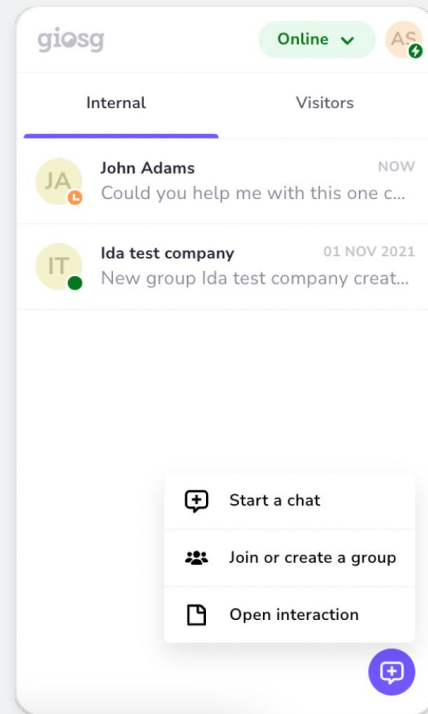 giosg
Online
AS
Internal
Visitors
JA
John Adams
NOW
Could you help me with this one c...
IT
Ida test company
01 NOV 2021
New group Ida test company creat...
Start a chat
Join or create a group
Open interaction